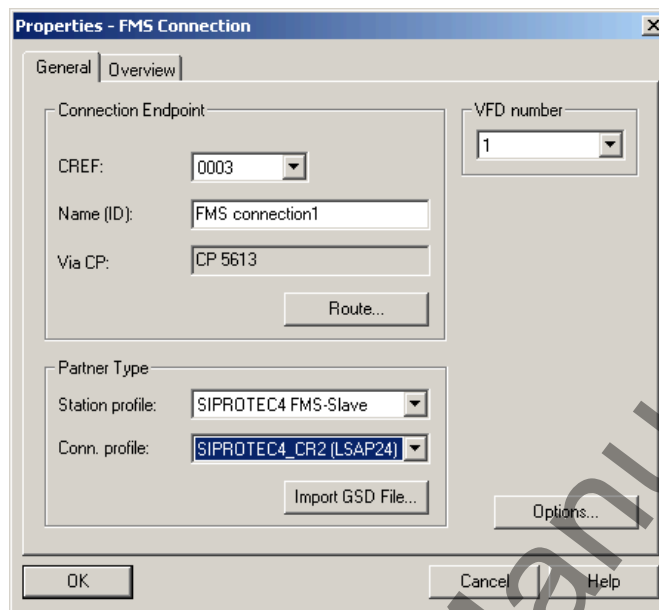 Properties - FMS Connection
General
Overview
Connection Endpoint
CREF: 0003
Name (ID): FMS connection1
Via CP: CP 5613
Route...
VFD number
1
Partner Type
Station profile: SIPROTEC4 FMS-Slave
Conn. profile: SIPROTEC4_CR2 (LSAP24)
Import GSD File...
Options...
OK
Cancel
Help